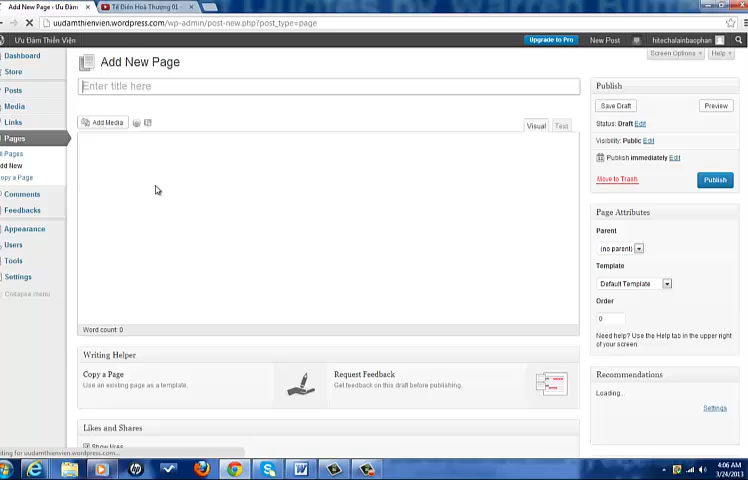 Add New Page ‹ Ưu Đàm
Tế Điên Hoà Thượng 01
uudamthienvien.wordpress.com/wp-admin/post-new.php?post_type=page
Ưu Đàm Thiền Viện
Upgrade to Pro
New Post
hitechalainbaophan
Screen Options
Help
Dashboard
Store
Posts
Media
Links
Pages
All Pages
Add New
Copy a Page
Comments
Feedbacks
Appearance
Users
Tools
Settings
Collapse menu
Add New Page
Enter title here
Add Media
Visual
Text
Word count: 0
Writing Helper
Copy a Page
Use an existing page as a template.
Request Feedback
Get feedback on this draft before publishing.
Likes and Shares
Show likes.
Publish
Save Draft
Preview
Status: Draft Edit
Visibility: Public Edit
Publish immediately Edit
Move to Trash
Publish
Page Attributes
Parent
(no parent)
Template
Default Template
Order
0
Need help? Use the Help tab in the upper right
of your screen.
Recommendations
Loading...
Settings
iting for uudamthienvien.wordpress.com...
4:06 AM
3/24/2013